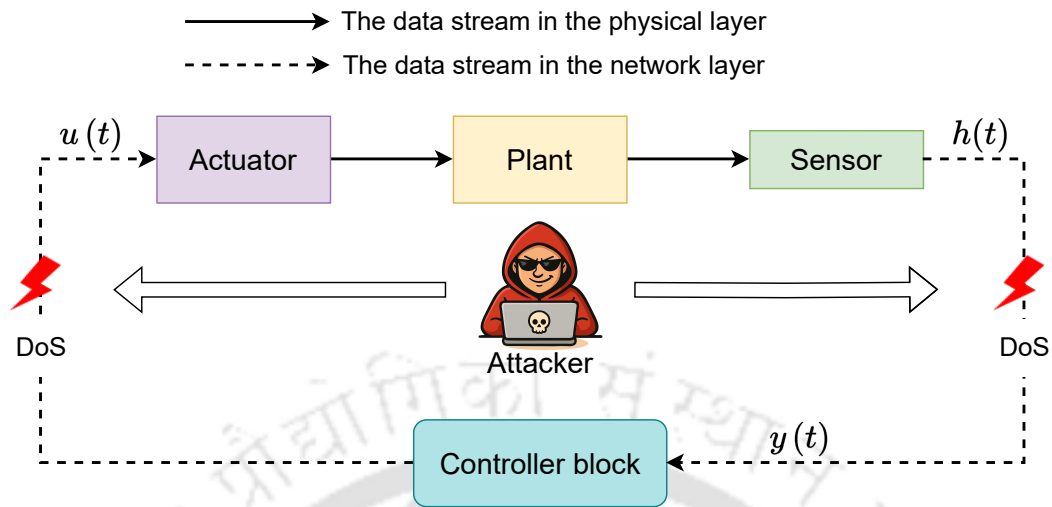 The data stream in the physical layer
The data stream in the network layer
u (t)
Actuator
Plant
Sensor
h(t)
DoS
Attacker
DoS
Controller block
y (t)